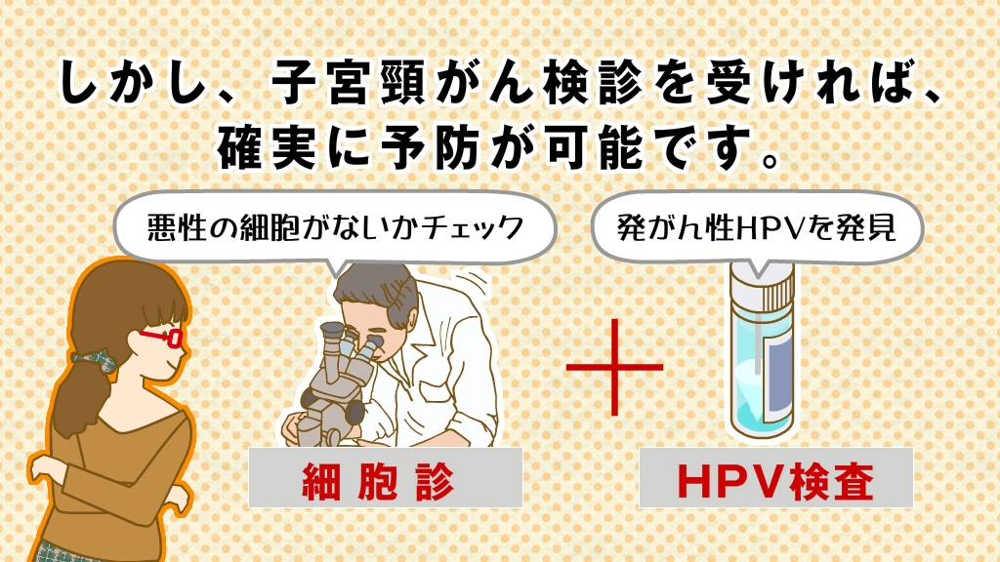 しかし、子宮頸がん検診を受ければ、
確実に予防が可能です。
悪性の細胞がないかチェック
発がん性HPVを発見
細胞診
HPV検査